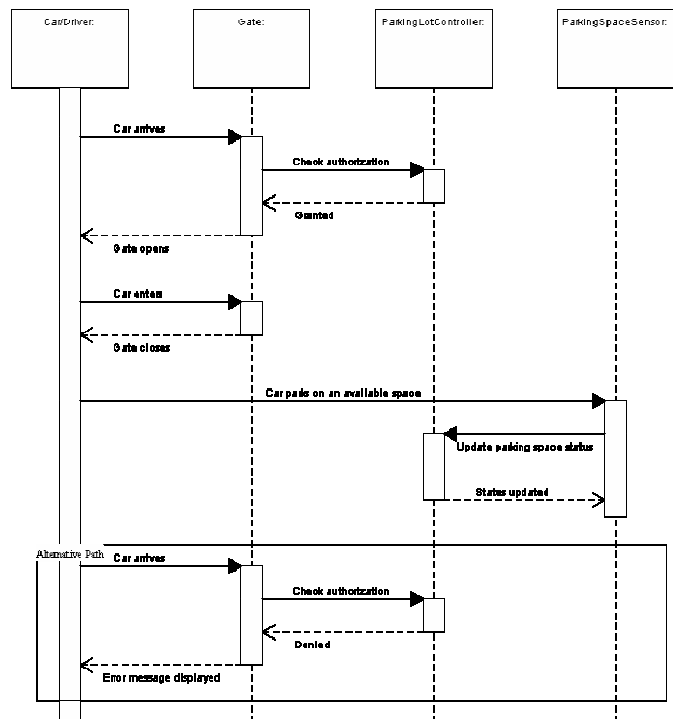 Car/Driver:
Gate:
ParkingLotController:
ParkingSpaceSensor:
Car arrives
Check authorization
Granted
Gate opens
Car enters
Gate closes
Car parks on an available space
Update parking space status
States updated
Alternative Path
Car arrives
Check authorization
Denied
Error message displayed